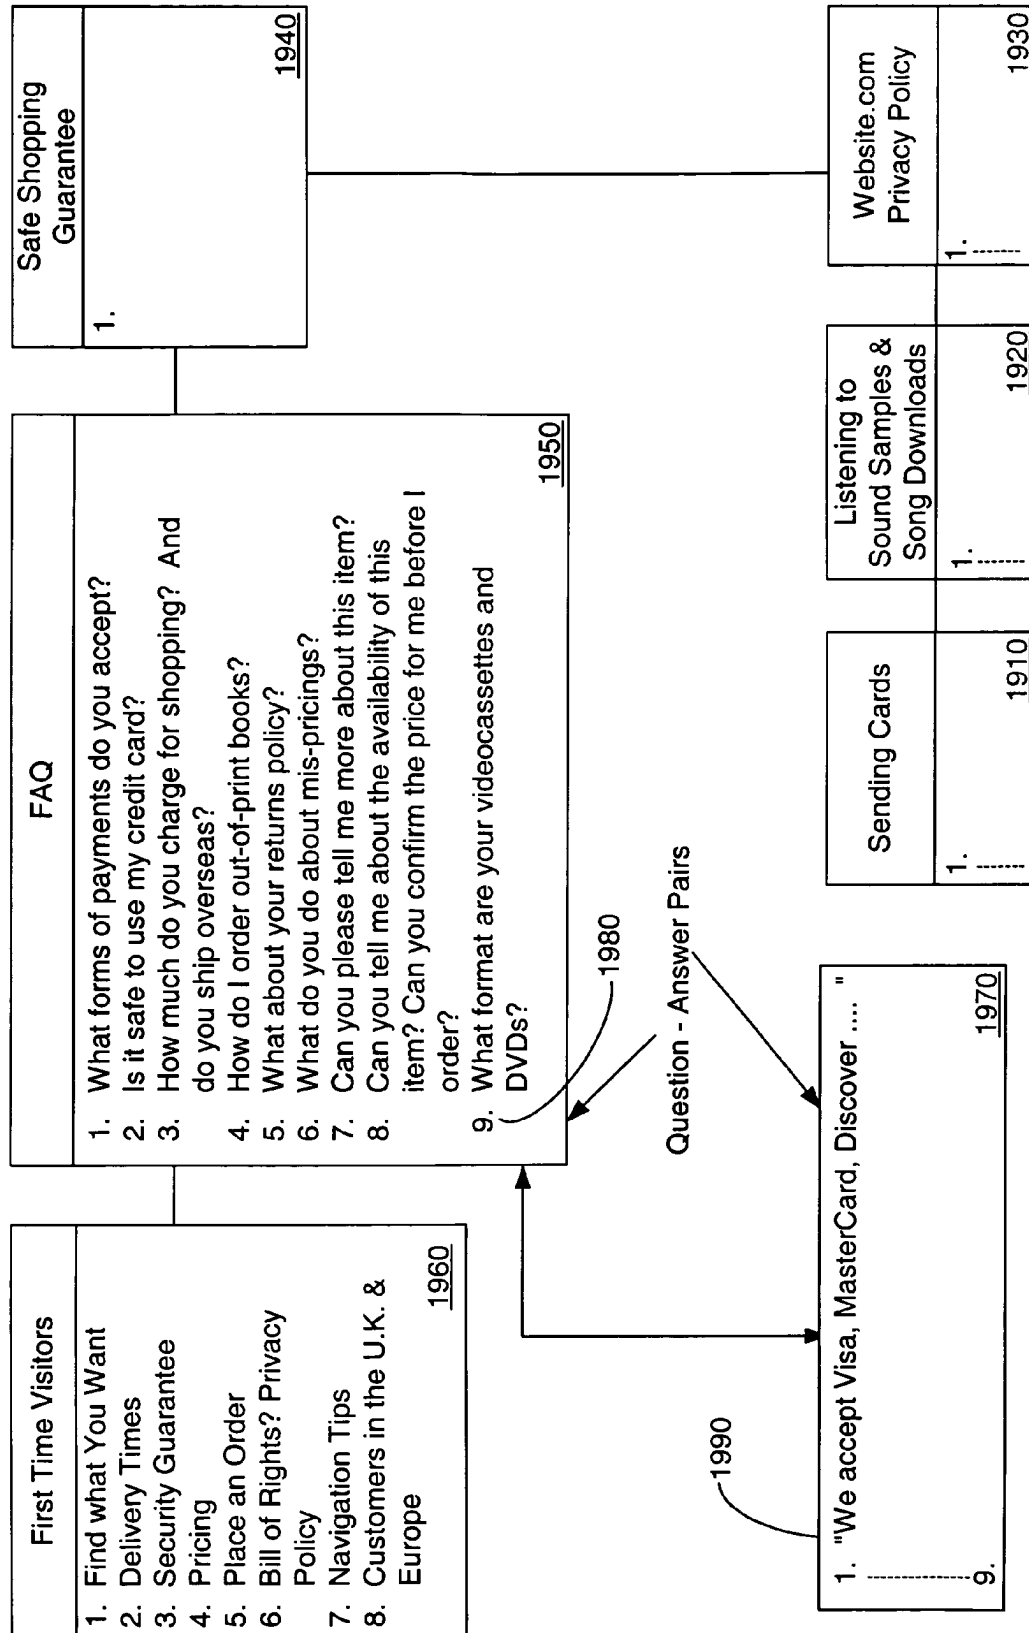 First Time Visitors
1. Find what You Want
2. Delivery Times
3. Security Guarantee
4. Pricing
5. Place an Order
6. Bill of Rights? Privacy
Policy
7. Navigation Tips
8. Customers in the U.K. &
Europe
1960
FAQ
1. What forms of payments do you accept?
2. Is it safe to use my credit card?
3. How much do you charge for shopping? And
do you ship overseas?
4. How do I order out-of-print books?
5. What about your returns policy?
6. What do you do about mis-pricings?
7. Can you please tell me more about this item?
8. Can you tell me about the availability of this
item? Can you confirm the price for me before I
order?
9. What format are your videocassettes and
DVDs?
1950
Safe Shopping
Guarantee
1.
1940
1980
Question - Answer Pairs
1990
1. "We accept Visa, MasterCard, Discover .... "
9.
1970
Sending Cards
1.
1910
Listening to
Sound Samples &
Song Downloads
1.
1920
Website.com
Privacy Policy
1.
1930